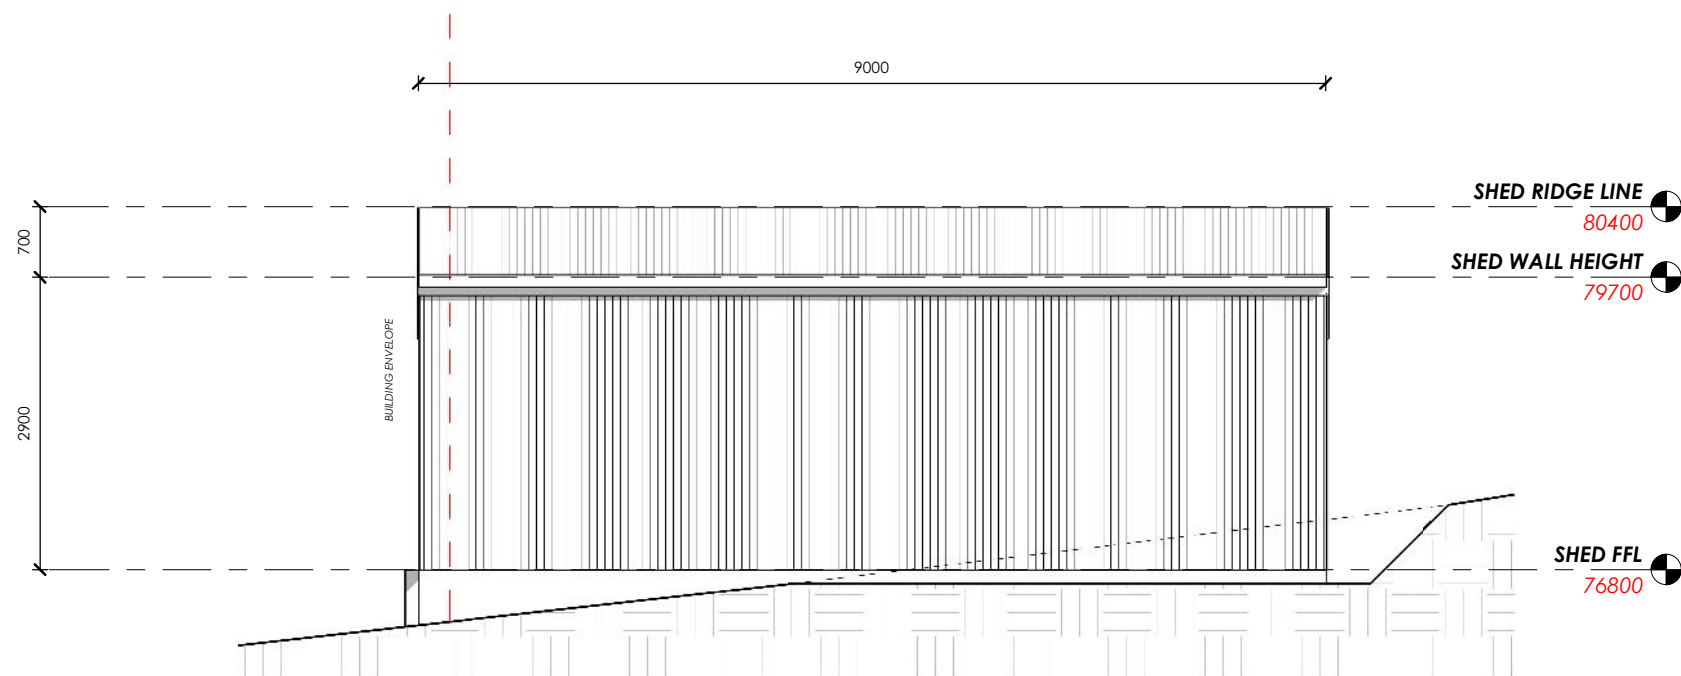 9000
SHED RIDGE LINE
80400
700
SHED WALL HEIGHT
79700
BUILDING ENVELOPE
2900
SHED FFL
76800